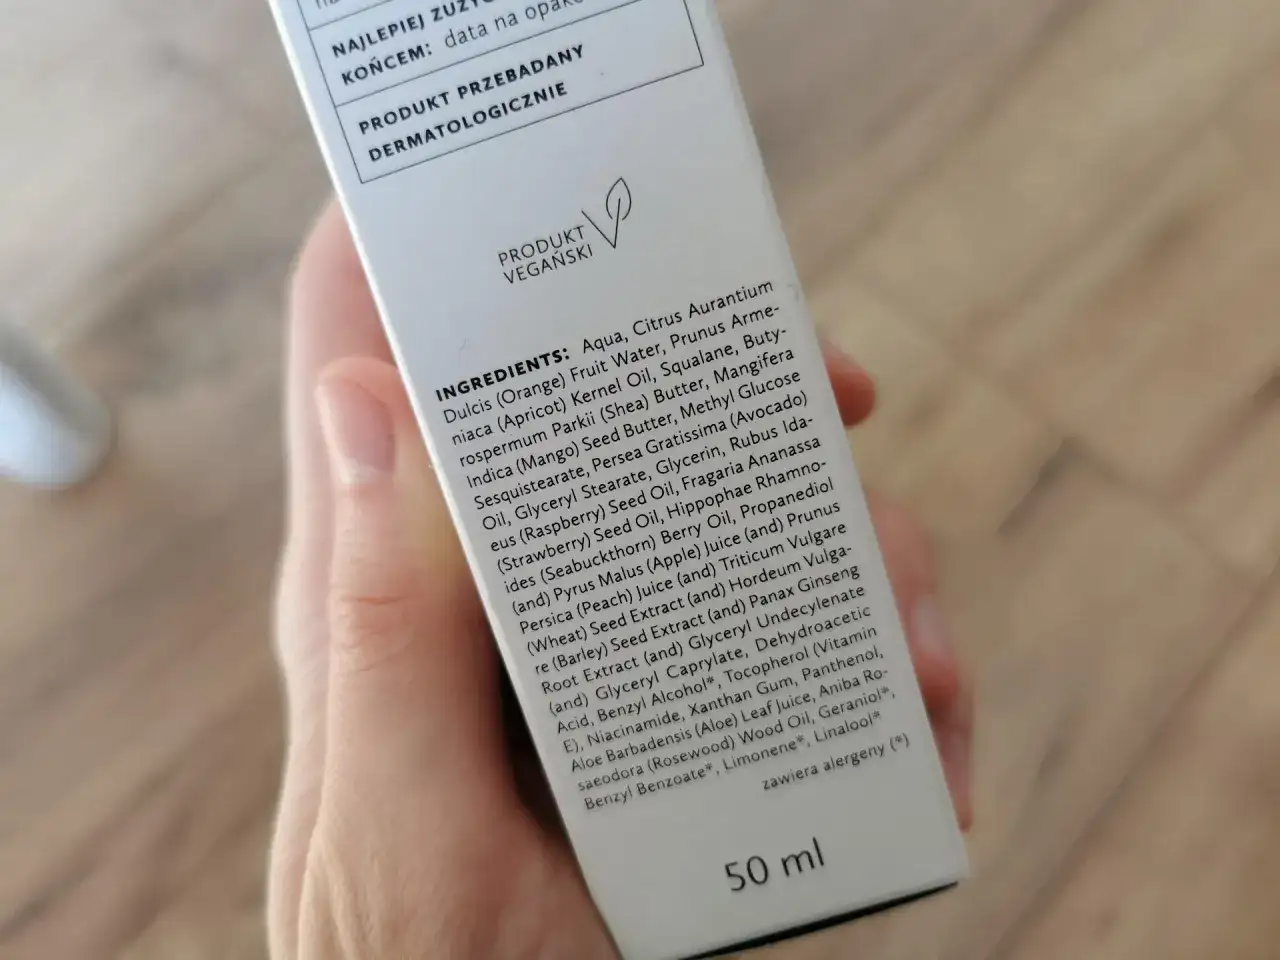 NAJLEPIEJ ZUŻYĆ
KOŃCEM: data na opako
PRODUKT PRZEBADANY
DERMATOLOGICZNIE
PRODUKT
VEGAŃSKI
INGREDIENTS: Aqua, Citrus Aurantium
Dulcis (Orange) Fruit Water, Prunus Arme-
niaca (Apricot) Kernel Oil, Squalane, Buty-
rospermum Parkii (Shea) Butter, Mangifera
Indica (Mango) Seed Butter, Methyl Glucose
Sesquistearate, Persea Gratissima (Avocado)
Oil, Glyceryl Stearate, Glycerin, Rubus Ida-
eus (Raspberry) Seed Oil, Fragaria Ananassa
(Strawberry) Seed Oil, Hippophae Rhamno-
ides (Seabuckthorn) Berry Oil, Propanediol
(and) Pyrus Malus (Apple) Juice (and) Prunus
Persica (Peach) Juice (and) Triticum Vulgare
(Wheat) Seed Extract (and) Hordeum Vulga-
re (Barley) Seed Extract (and) Panax Ginseng
Root Extract (and) Glyceryl Undecylenate
(and) Glyceryl Caprylate, Dehydroacetic
Acid, Benzyl Alcohol*, Tocopherol (Vitamin
E), Niacinamide, Xanthan Gum, Panthenol,
Aloe Barbadensis (Aloe) Leaf Juice, Aniba Ro-
saeodora (Rosewood) Wood Oil, Geraniol*,
Benzyl Benzoate*, Limonene*, Linalool*
zawiera alergeny (*)
50 ml